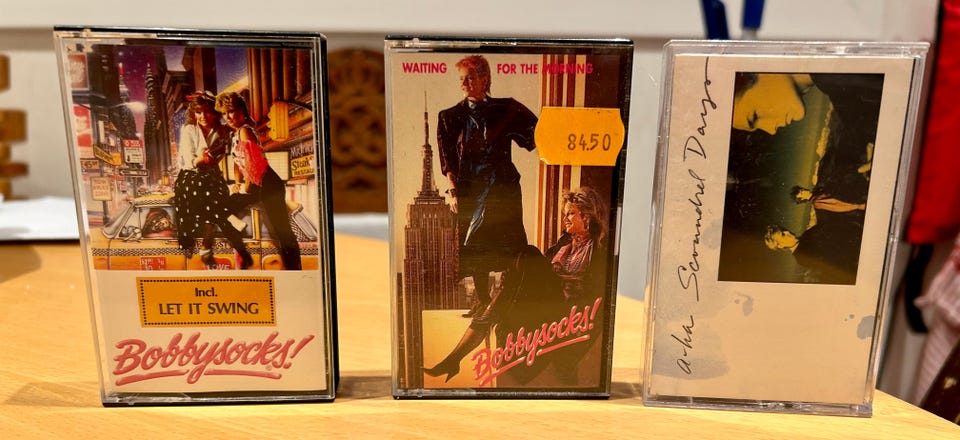 Incl.
LET IT SWING
Bobbysocks!
WAITING FOR THE MORNING
8450
Bobbysocks!
a-ha Scoundrel Days